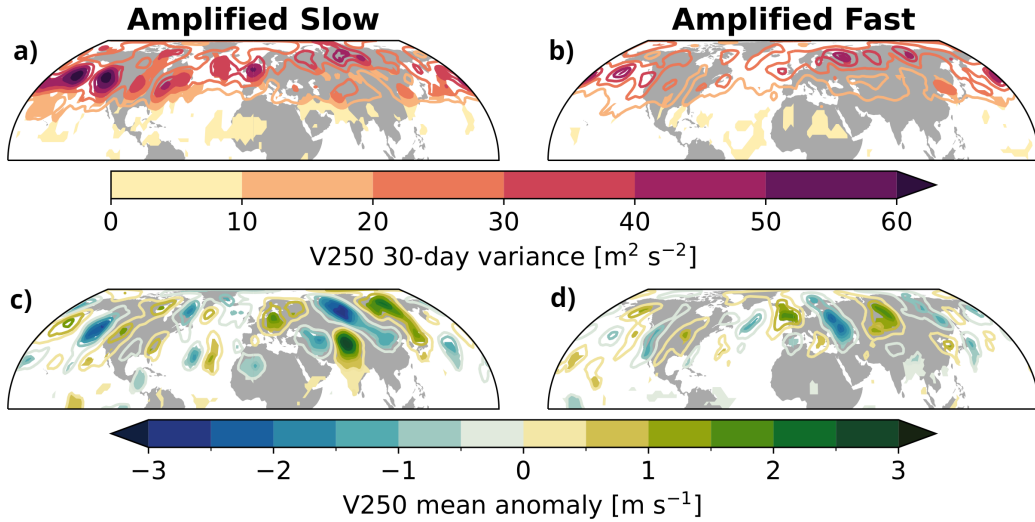 Amplified Slow
Amplified Fast
a)
b)
0 10 20 30 40 50 60
V250 30-day variance [m² s⁻²]
c)
d)
−3 −2 −1 0 1 2 3
V250 mean anomaly [m s⁻¹]